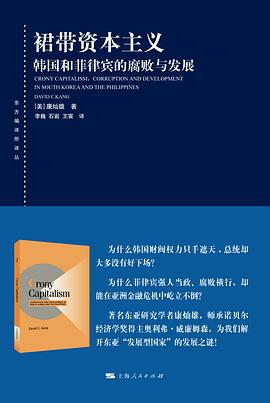 裙带资本主义
韩国和菲律宾的腐败与发展
CRONY CAPITALISM: CORRUPTION AND DEVELOPMENT
IN SOUTH KOREA AND THE PHILIPPINES
DAVID C.KANG
[美] 康灿雄 著
李巍 石岩 王寅 译
东方编译所译丛
为什么韩国财阀权力只手遮天，总统却
大多没有好下场？
为什么菲律宾强人当政、腐败横行，却
能在亚洲金融危机中屹立不倒？
著名东亚研究学者康灿雄，师承诺贝尔
经济学奖得主奥利弗·威廉姆森，为我们解
开东亚“发展型国家”的发展之谜！
Crony
Capitalism
David C. Kang
上海人民出版社